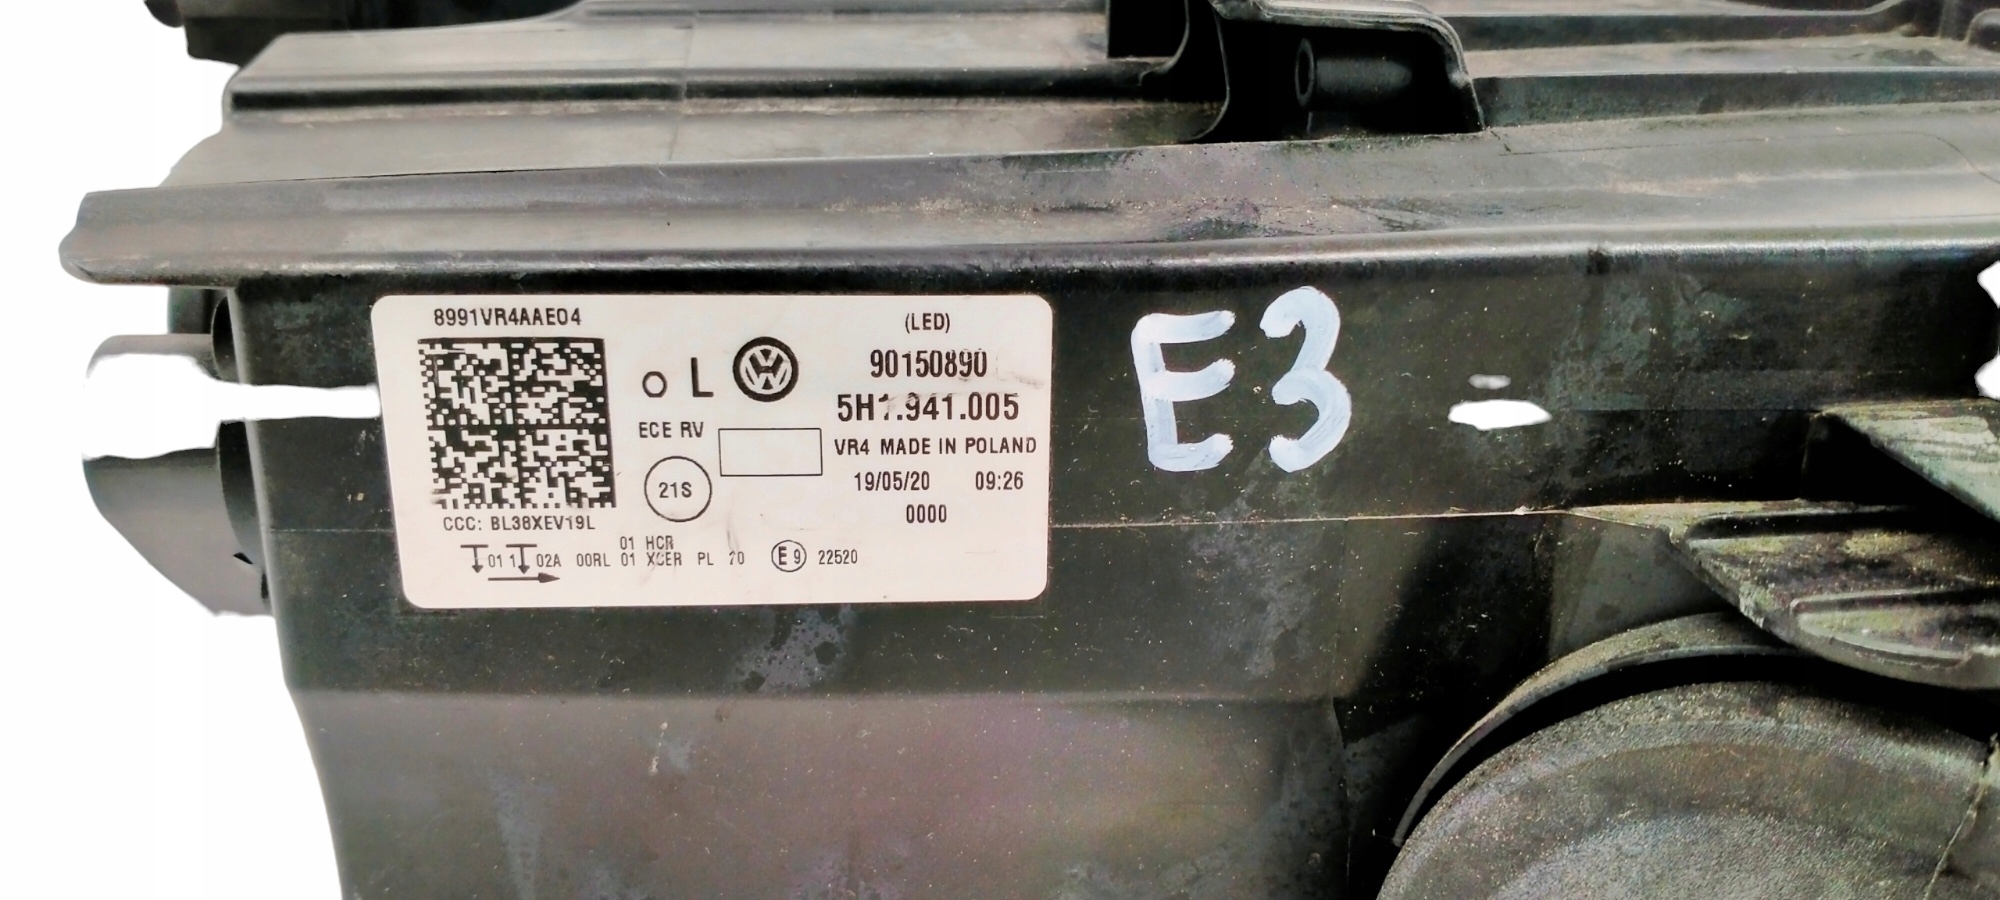 8991VR4AAE04
L
ECE RV
21S
CCC: BL38XEV19L
(LED)
90150890
5H1.941.005
VR4 MADE IN POLAND
19/05/20 09:26
0000
01 HCR
01 1 02A 00RL 01 XCER PL 20 E9 22520
E3